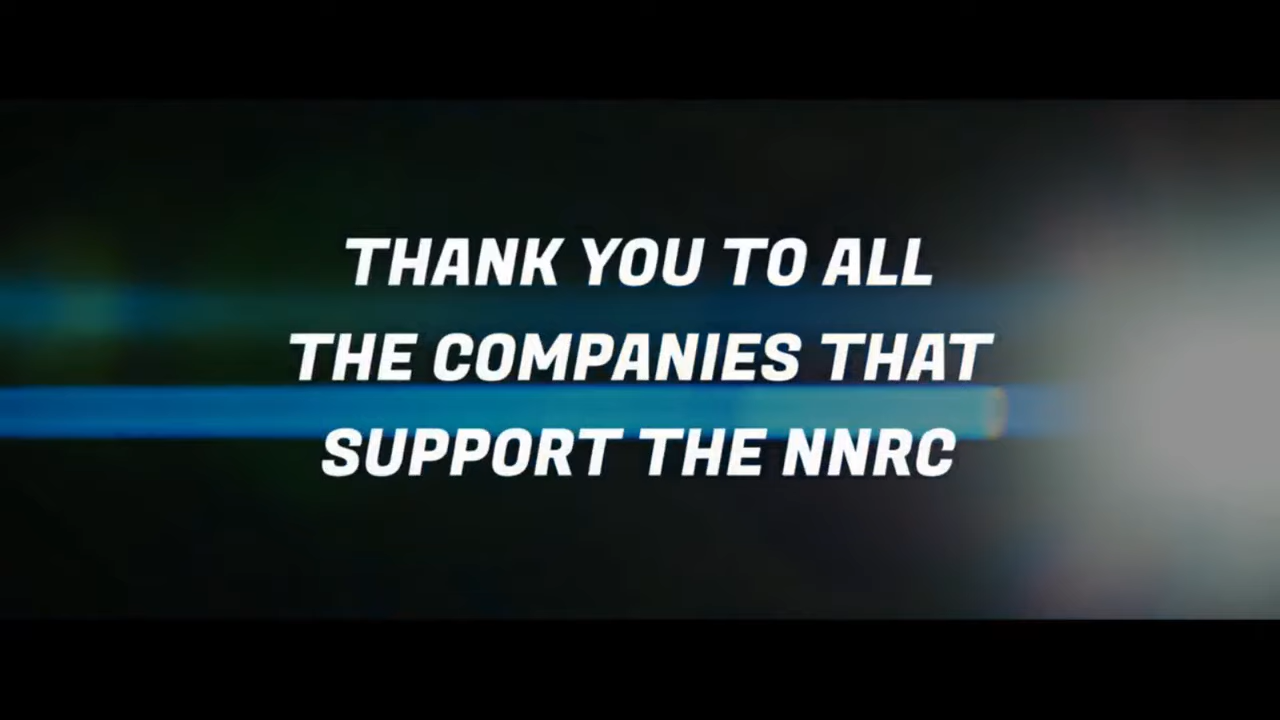 THANK YOU TO ALL
THE COMPANIES THAT
SUPPORT THE NNRC